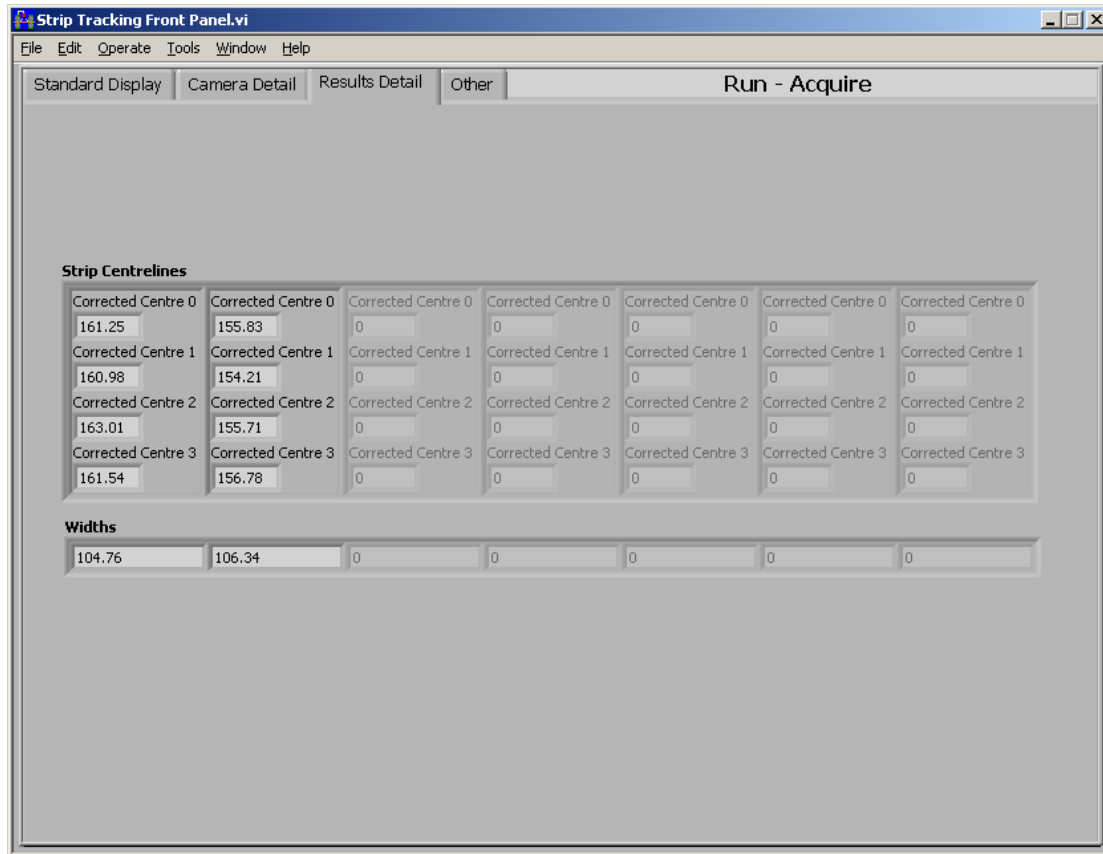 Strip Tracking Front Panel.vi
File Edit Operate Tools Window Help
Standard Display Camera Detail Results Detail Other Run - Acquire
Strip Centrelines
Corrected Centre 0 Corrected Centre 0 Corrected Centre 0 Corrected Centre 0 Corrected Centre 0 Corrected Centre 0 Corrected Centre 0
161.25 155.83 0 0 0 0 0
Corrected Centre 1 Corrected Centre 1 Corrected Centre 1 Corrected Centre 1 Corrected Centre 1 Corrected Centre 1 Corrected Centre 1
160.98 154.21 0 0 0 0 0
Corrected Centre 2 Corrected Centre 2 Corrected Centre 2 Corrected Centre 2 Corrected Centre 2 Corrected Centre 2 Corrected Centre 2
163.01 155.71 0 0 0 0 0
Corrected Centre 3 Corrected Centre 3 Corrected Centre 3 Corrected Centre 3 Corrected Centre 3 Corrected Centre 3 Corrected Centre 3
161.54 156.78 0 0 0 0 0
Widths
104.76 106.34 0 0 0 0 0